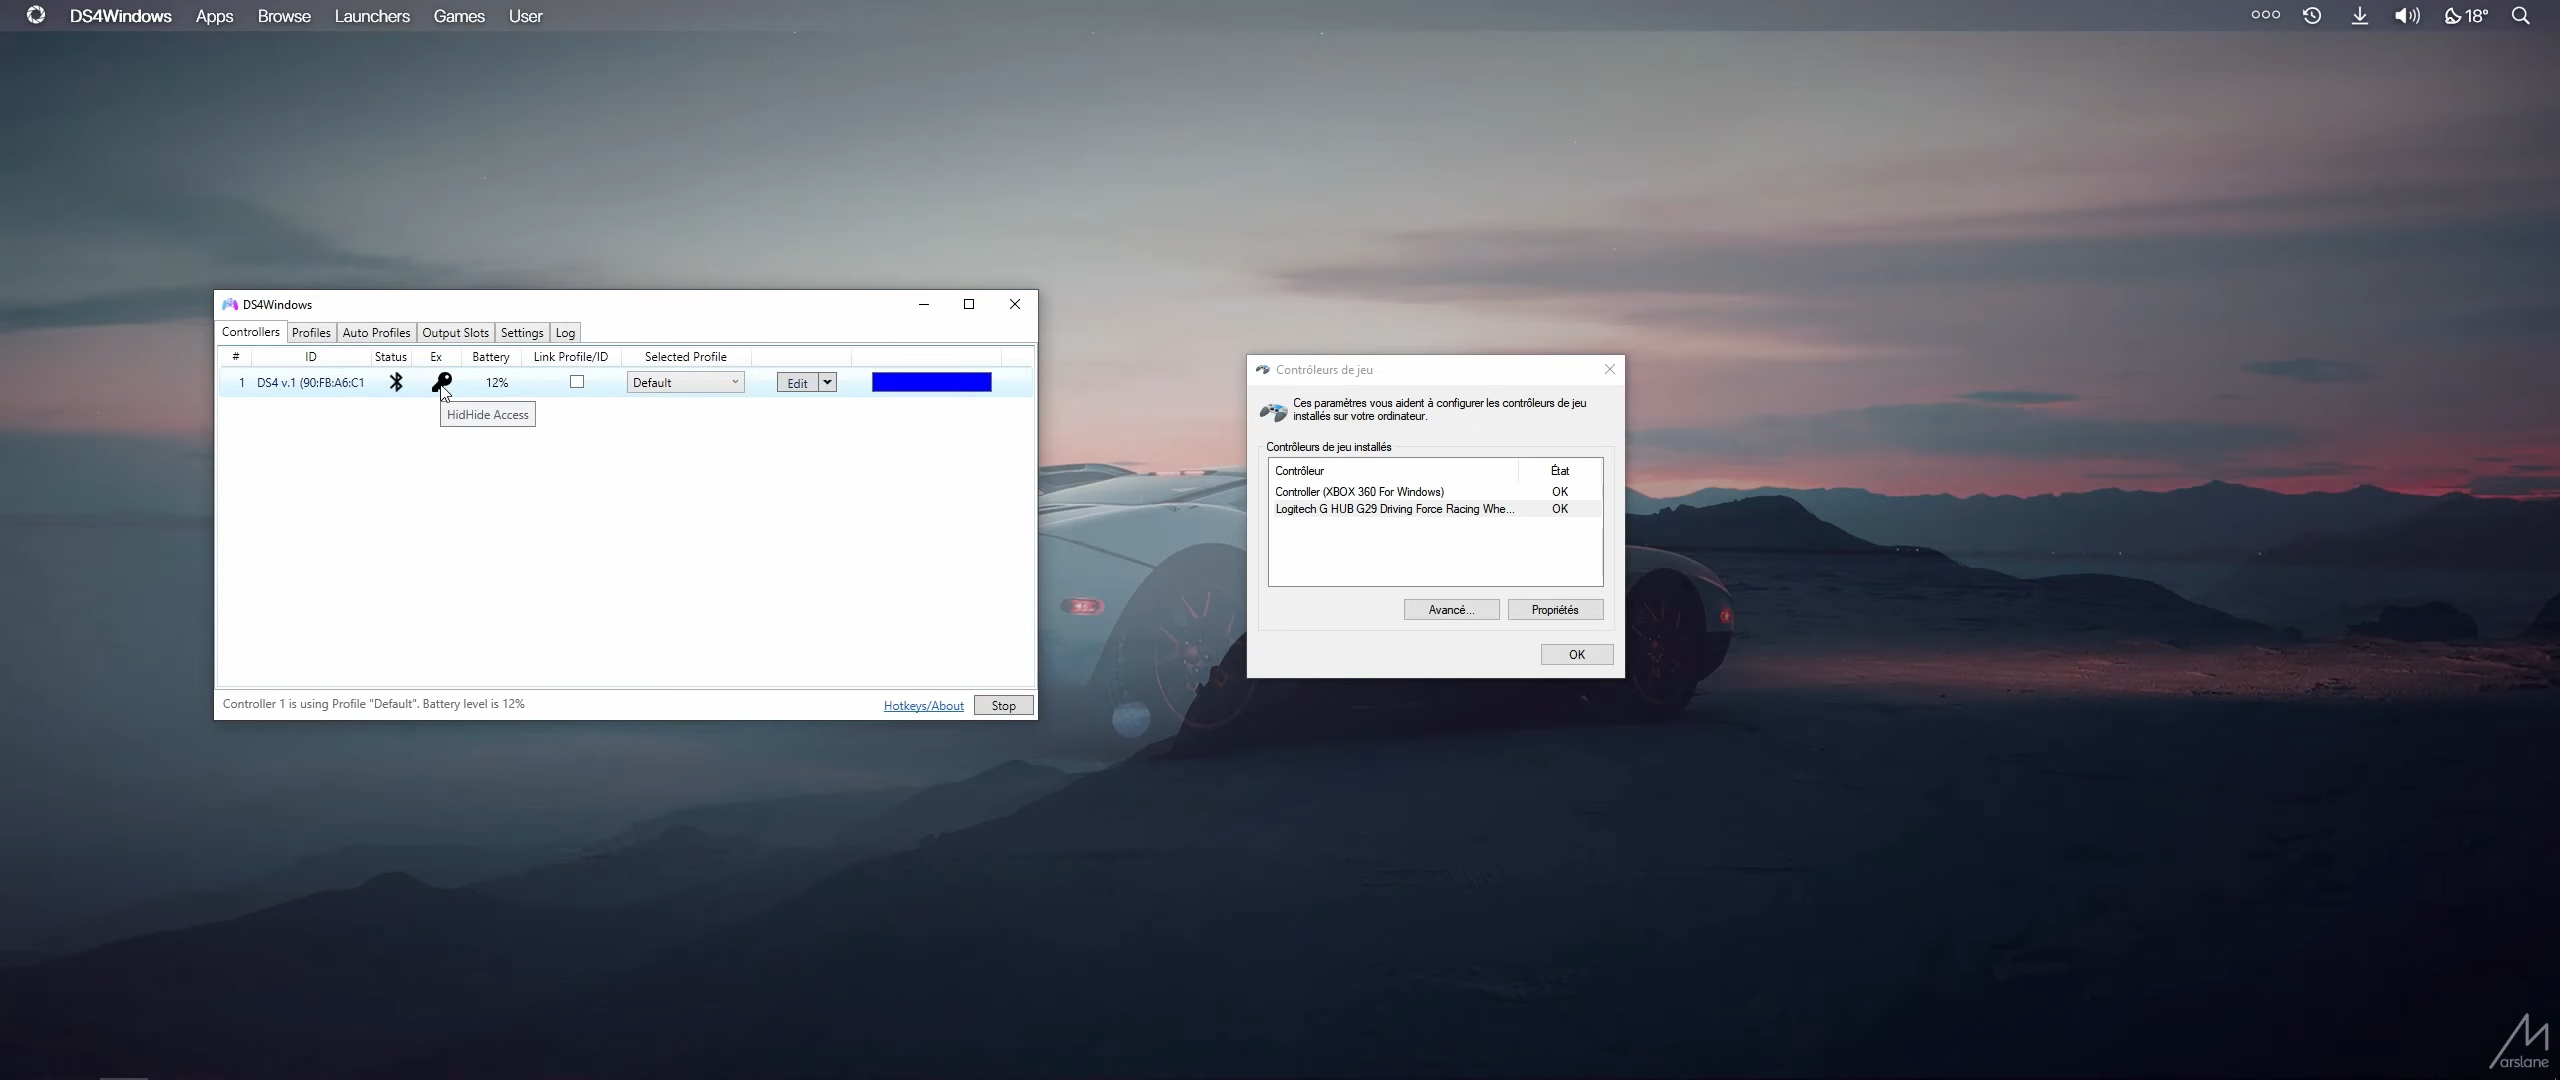 DS4Windows Apps Browse Launchers Games User
18°
DS4Windows
Controllers Profiles Auto Profiles Output Slots Settings Log
# ID Status Ex Battery Link Profile/ID Selected Profile
1 DS4 v.1 (90:FB:A6:C1 12% Default Edit
HidHide Access
Controller 1 is using Profile "Default". Battery level is 12%
Hotkeys/About Stop
Contrôleurs de jeu
Ces paramètres vous aident à configurer les contrôleurs de jeu
installés sur votre ordinateur.
Contrôleurs de jeu installés
Contrôleur État
Controller (XBOX 360 For Windows) OK
Logitech G HUB G29 Driving Force Racing Whe... OK
Avancé... Propriétés
OK
M
arslane